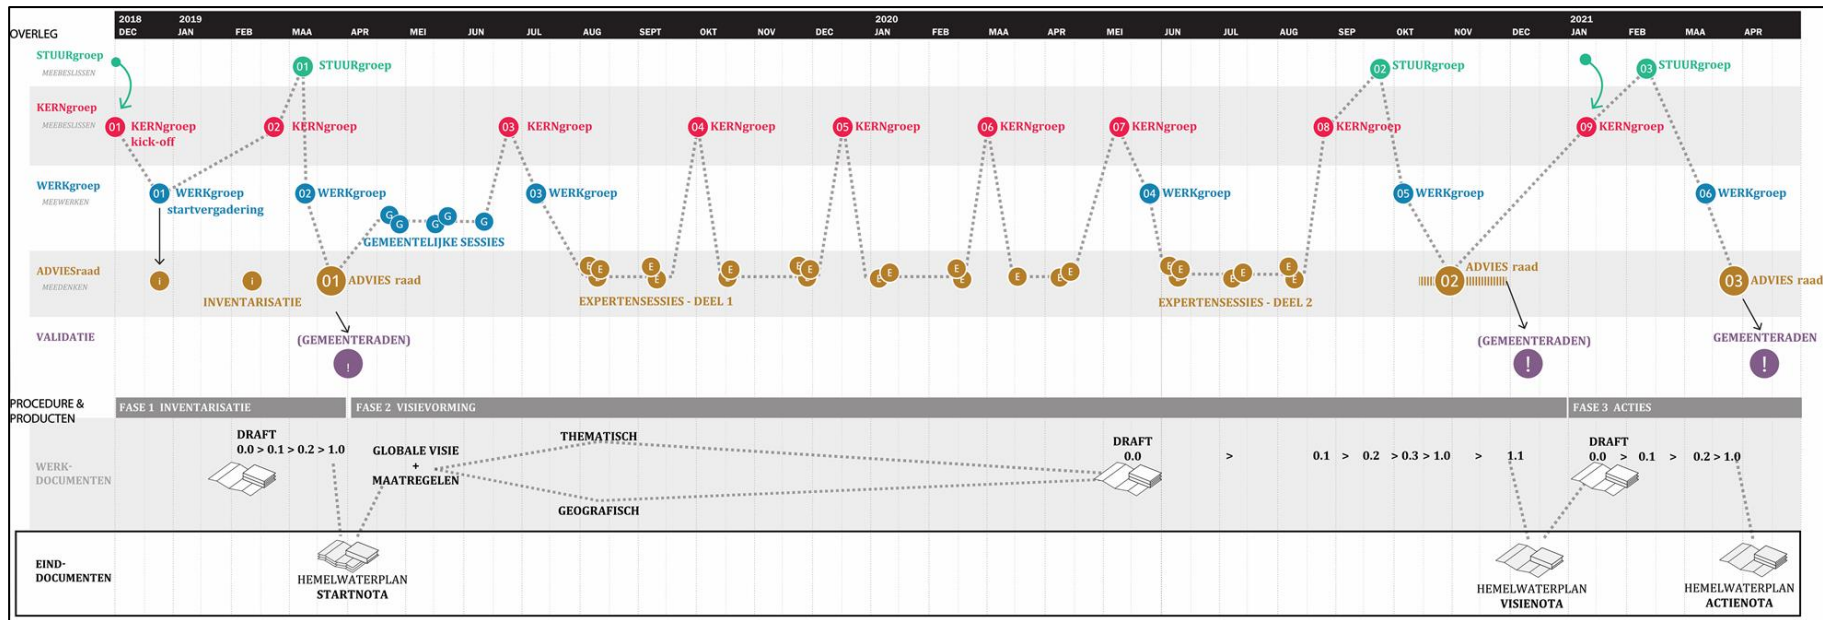 2018 2019 2020 2021
OVERLEG DEC JAN FEB MAA APR MEI JUN JUL AUG SEPT OKT NOV DEC JAN FEB MAA APR MEI JUN JUL AUG SEP OKT NOV DEC JAN FEB MAA APR
STUURgroep 01 STUURgroep 02 STUURgroep 03 STUURgroep
MEEBESLISSEN
KERNgroep
MEEBESLISSEN 01 KERNgroep 02 KERNgroep 03 KERNgroep 04 KERNgroep 05 KERNgroep 06 KERNgroep 07 KERNgroep 08 KERNgroep 09 KERNgroep
kick-off
WERKgroep 01 WERKgroep 02 WERKgroep 03 WERKgroep 04 WERKgroep 05 WERKgroep 06 WERKgroep
MEEWERKEN
startvergadering
G G G G G
GEMEENTELIJKE SESSIES
ADVIESraad i i 01 ADVIES raad E E E E E E E E E E E E E E E E E E E E E E E E 02 ADVIES raad 03 ADVIES raad
MEEDENKEN
INVENTARISATIE EXPERTENSESSIES - DEEL 1 EXPERTENSESSIES - DEEL 2
VALIDATIE (GEMEENTERADEN) (GEMEENTERADEN) GEMEENTERADEN
! ! !
PROCEDURE & FASE 1 INVENTARISATIE FASE 2 VISIEVORMING FASE 3 ACTIES
PRODUCTEN
DRAFT THEMATISCH DRAFT DRAFT
0.0 > 0.1 > 0.2 > 1.0 GLOBALE VISIE 0.0 > 0.1 > 0.2 > 0.3 > 1.0 > 1.1 0.0 > 0.1 > 0.2 > 1.0
WERK- +
DOCUMENTEN MAATREGELEN
GEOGRAFISCH
EIND-
DOCUMENTEN HEMELWATERPLAN HEMELWATERPLAN HEMELWATERPLAN
STARTNOTA VISIENOTA ACTIENOTA